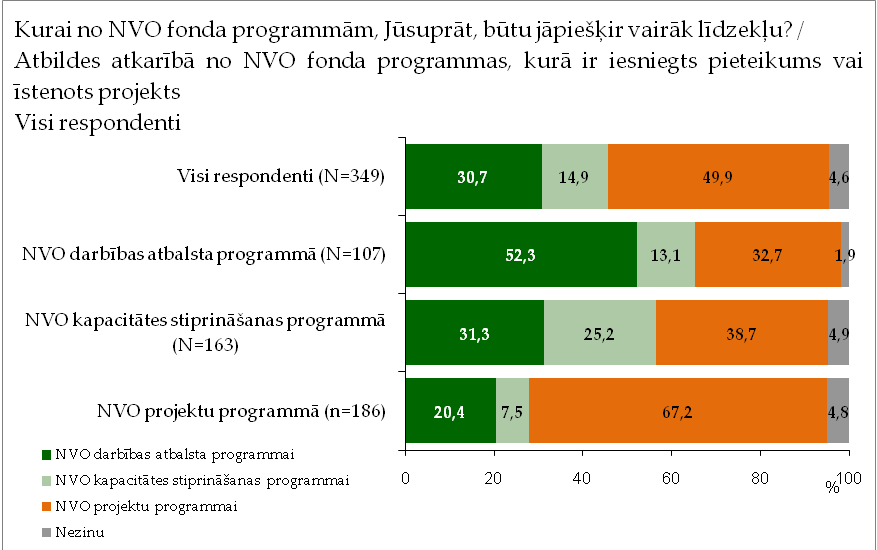 Kurai no NVO fonda programmām, Jūsuprāt, būtu jāpiešķir vairāk līdzekļu? /
Atbildes atkarībā no NVO fonda programmas, kurā ir iesniegts pieteikums vai
īstenots projekts
Visi respondenti
Visi respondenti (N=349)
30,7
14,9
49,9
4,6
NVO darbības atbalsta programmā (N=107)
52,3
13,1
32,7
1,9
NVO kapacitātes stiprināšanas programmā
(N=163)
31,3
25,2
38,7
4,9
NVO projektu programmā (n=186)
20,4
7,5
67,2
4,8
0
20
40
60
80
100
%
NVO darbības atbalsta programmai
NVO kapacitātes stiprināšanas programmai
NVO projektu programmai
Nezinu